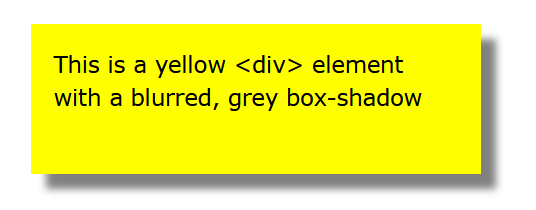 This is a yellow <div> element
with a blurred, grey box-shadow